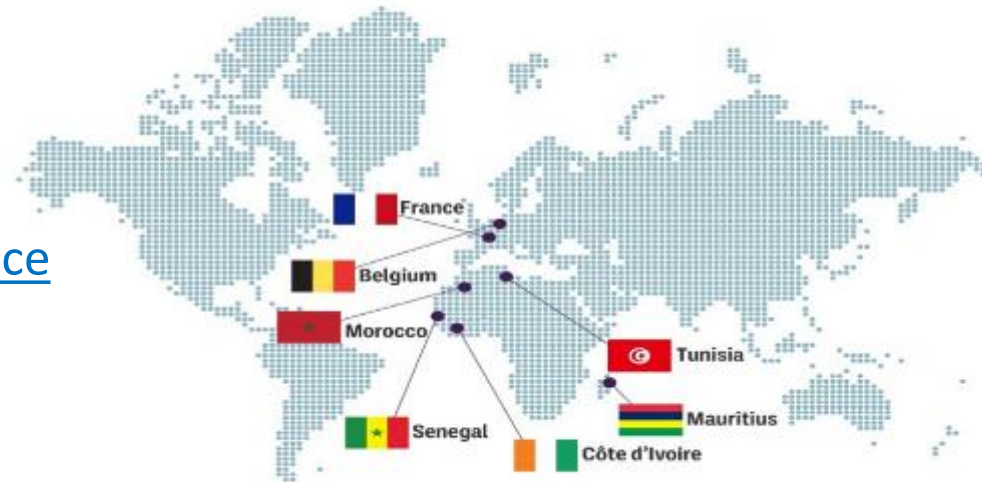 France
ce
Belgium
Morocco
Tunisia
Mauritius
Senegal
Côte d'Ivoire